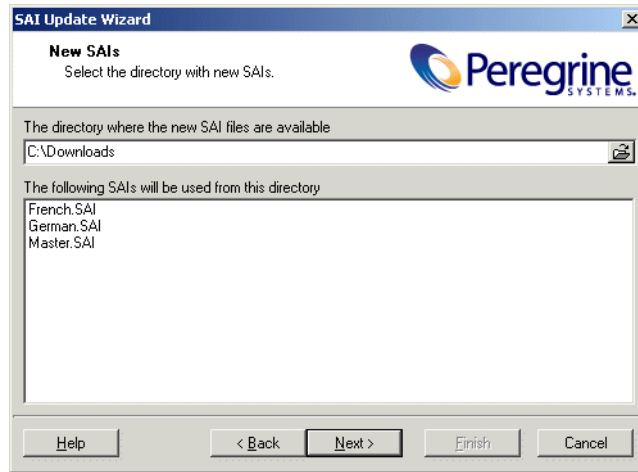 SAI Update Wizard
New SAIs
Select the directory with new SAIs.
Peregrine
SYSTEMS
The directory where the new SAI files are available
C:\Downloads
The following SAIs will be used from this directory
French.SAI
German.SAI
Master.SAI
Help
< Back
Next >
Finish
Cancel